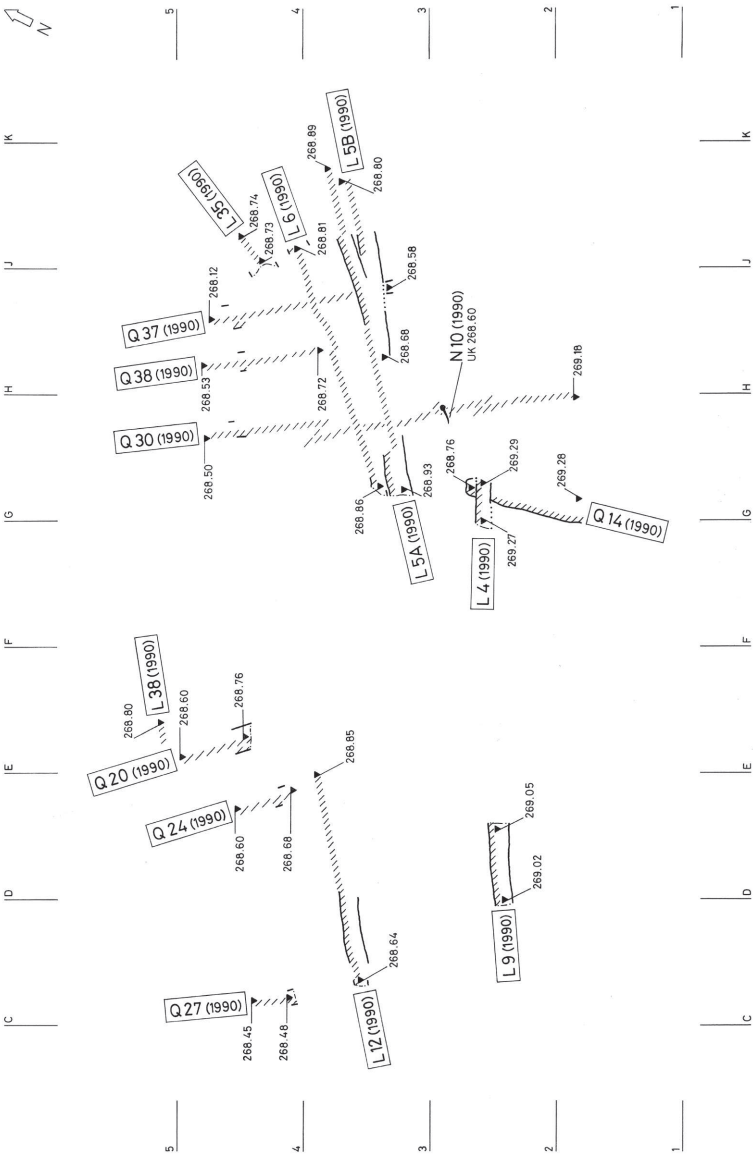 N
5
4
3
2
1
K
K
J
J
H
H
G
G
F
F
E
E
D
D
C
C
5
4
3
2
1
L 35 (1990)
268.74
268.73
L 6 (1990)
268.81
268.89
L 5B (1990)
268.80
268.58
268.68
Q 37 (1990)
268.12
Q 38 (1990)
268.53
268.72
Q 30 (1990)
268.50
N 10 (1990)
UK 268.60
269.18
268.86
268.93
L 5A (1990)
268.76
269.29
269.27
L 4 (1990)
269.28
Q 14 (1990)
L 38 (1990)
268.80
268.60
268.76
Q 20 (1990)
Q 24 (1990)
268.60
268.68
268.85
268.64
L 12 (1990)
Q 27 (1990)
268.45
268.48
269.05
269.02
L 9 (1990)